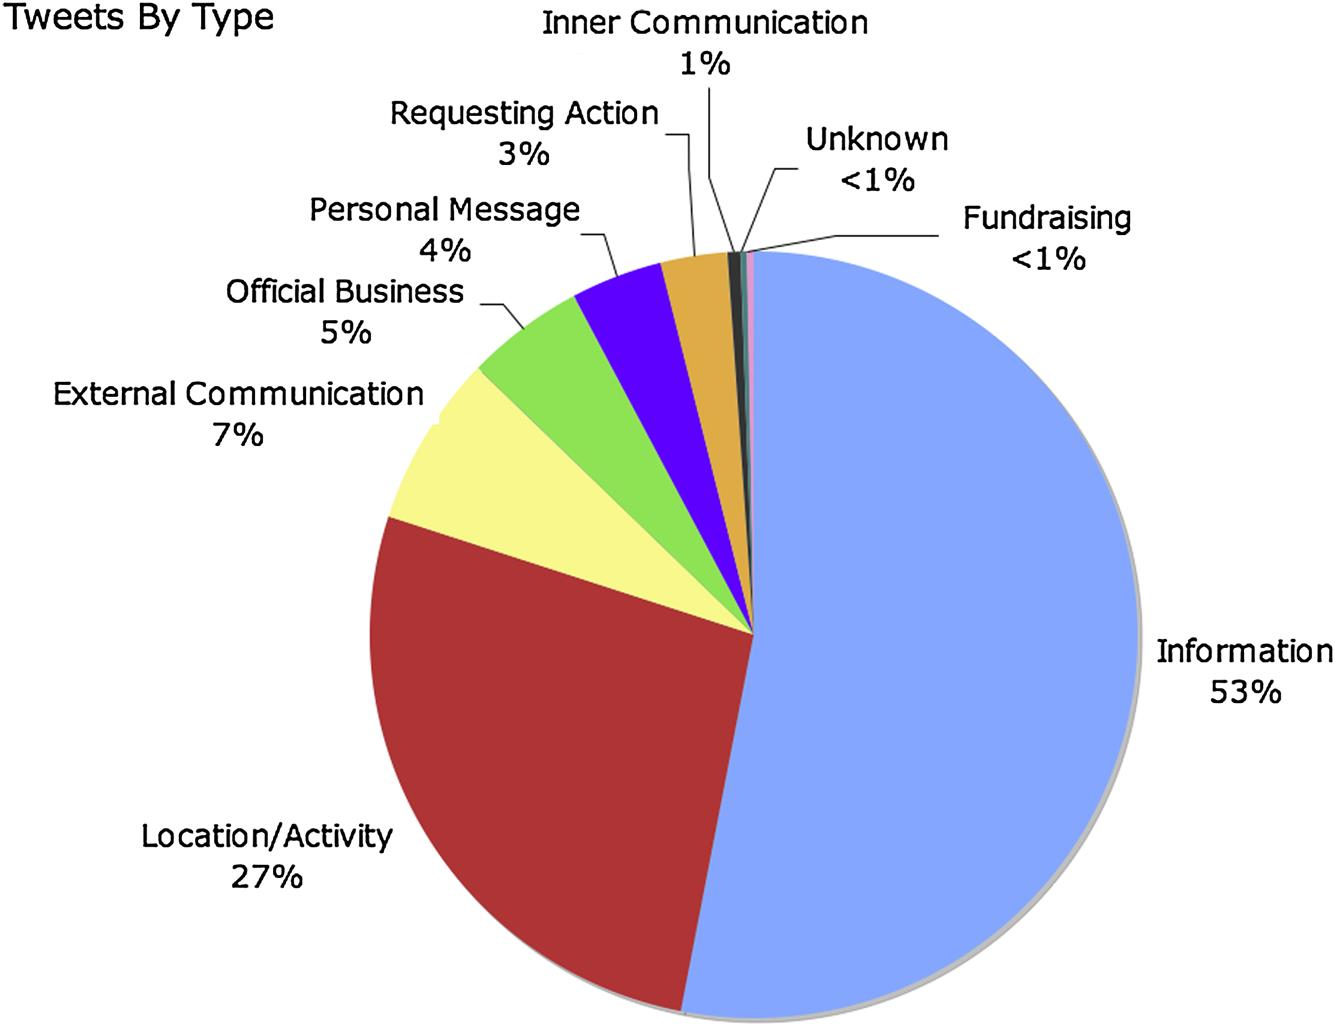 Tweets By Type
Inner Communication
1%
Requesting Action
3%
Unknown
<1%
Personal Message
4%
Fundraising
<1%
Official Business
5%
External Communication
7%
Information
53%
Location/Activity
27%